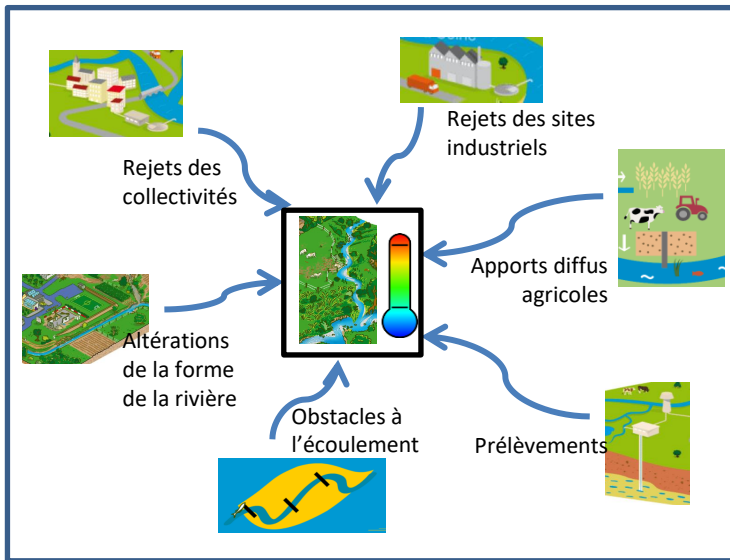 Rejets des
collectivités
Rejets des sites
industriels
Apports diffus
agricoles
Altérations
de la forme
de la rivière
Obstacles à
l’écoulement
Prélèvements